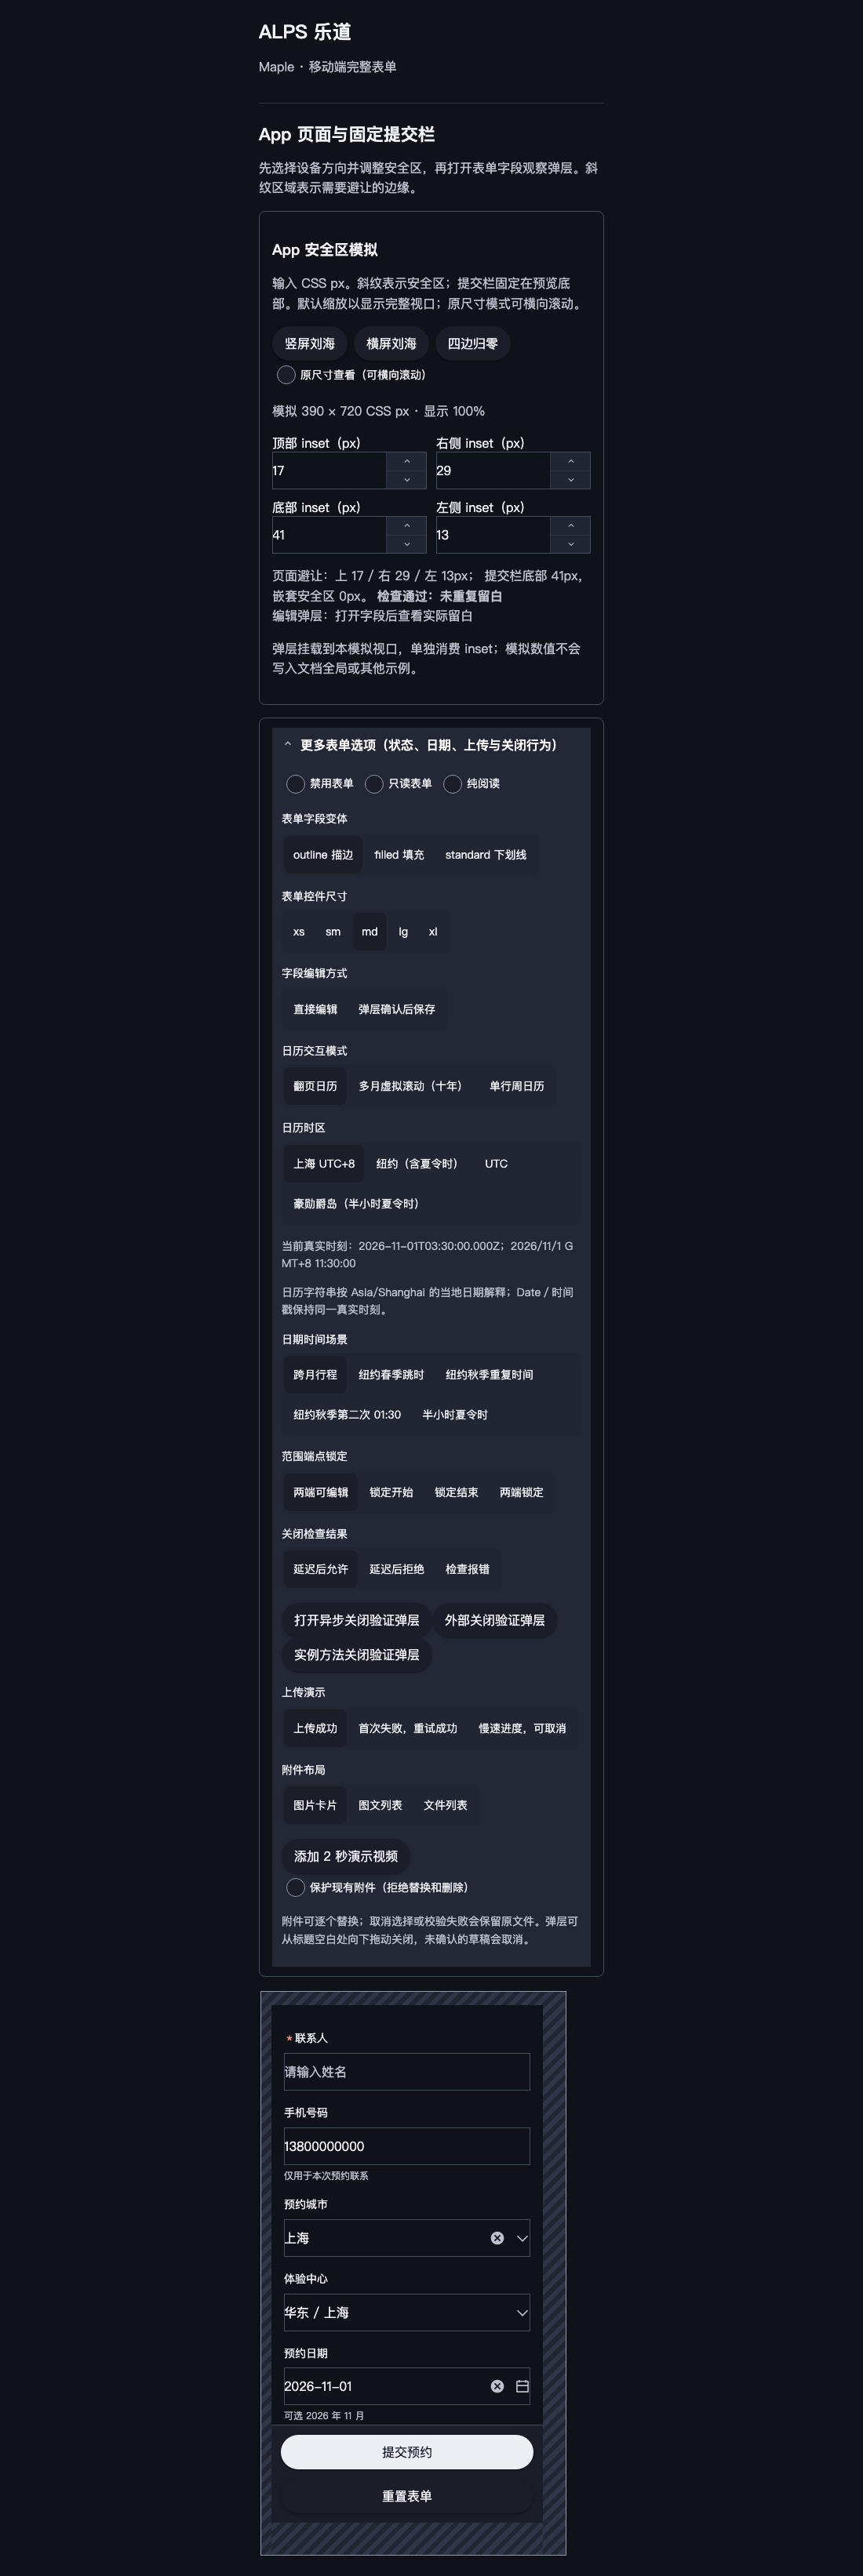 ALPS 乐道
Maple · 移动端完整表单
App 页面与固定提交栏
先选择设备方向并调整安全区，再打开表单字段观察弹层。斜
纹区域表示需要避让的边缘。
App 安全区模拟
输入 CSS px。斜纹表示安全区；提交栏固定在预览底
部。默认缩放以显示完整视口；原尺寸模式可横向滚动。
竖屏刘海 横屏刘海 四边归零
原尺寸查看（可横向滚动）
模拟 390 × 720 CSS px · 显示 100%
顶部 inset（px） 右侧 inset（px）
17 29
底部 inset（px） 左侧 inset（px）
41 13
页面避让：上 17 / 右 29 / 左 13px； 提交栏底部 41px，
嵌套安全区 0px。 检查通过：未重复留白
编辑弹层：打开字段后查看实际留白
弹层挂载到本模拟视口，单独消费 inset；模拟数值不会
写入文档全局或其他示例。
更多表单选项（状态、日期、上传与关闭行为）
禁用表单 只读表单 纯阅读
表单字段变体
outline 描边 filled 填充 standard 下划线
表单控件尺寸
xs sm md lg xl
字段编辑方式
直接编辑 弹层确认后保存
日历交互模式
翻页日历 多月虚拟滚动（十年） 单行周日历
日历时区
上海 UTC+8 纽约（含夏令时） UTC
豪勋爵岛（半小时夏令时）
当前真实时刻：2026-11-01T03:30:00.000Z；2026/11/1 G
MT+8 11:30:00
日历字符串按 Asia/Shanghai 的当地日期解释；Date / 时间
戳保持同一真实时刻。
日期时间场景
跨月行程 纽约春季跳时 纽约秋季重复时间
纽约秋季第二次 01:30 半小时夏令时
范围端点锁定
两端可编辑 锁定开始 锁定结束 两端锁定
关闭检查结果
延迟后允许 延迟后拒绝 检查报错
打开异步关闭验证弹层 外部关闭验证弹层
实例方法关闭验证弹层
上传演示
上传成功 首次失败，重试成功 慢速进度，可取消
附件布局
图片卡片 图文列表 文件列表
添加 2 秒演示视频
保护现有附件（拒绝替换和删除）
附件可逐个替换；取消选择或校验失败会保留原文件。弹层可
从标题空白处向下拖动关闭，未确认的草稿会取消。
* 联系人
请输入姓名
手机号码
13800000000
仅用于本次预约联系
预约城市
上海
体验中心
华东 / 上海
预约日期
2026-11-01
可选 2026 年 11 月
提交预约
重置表单